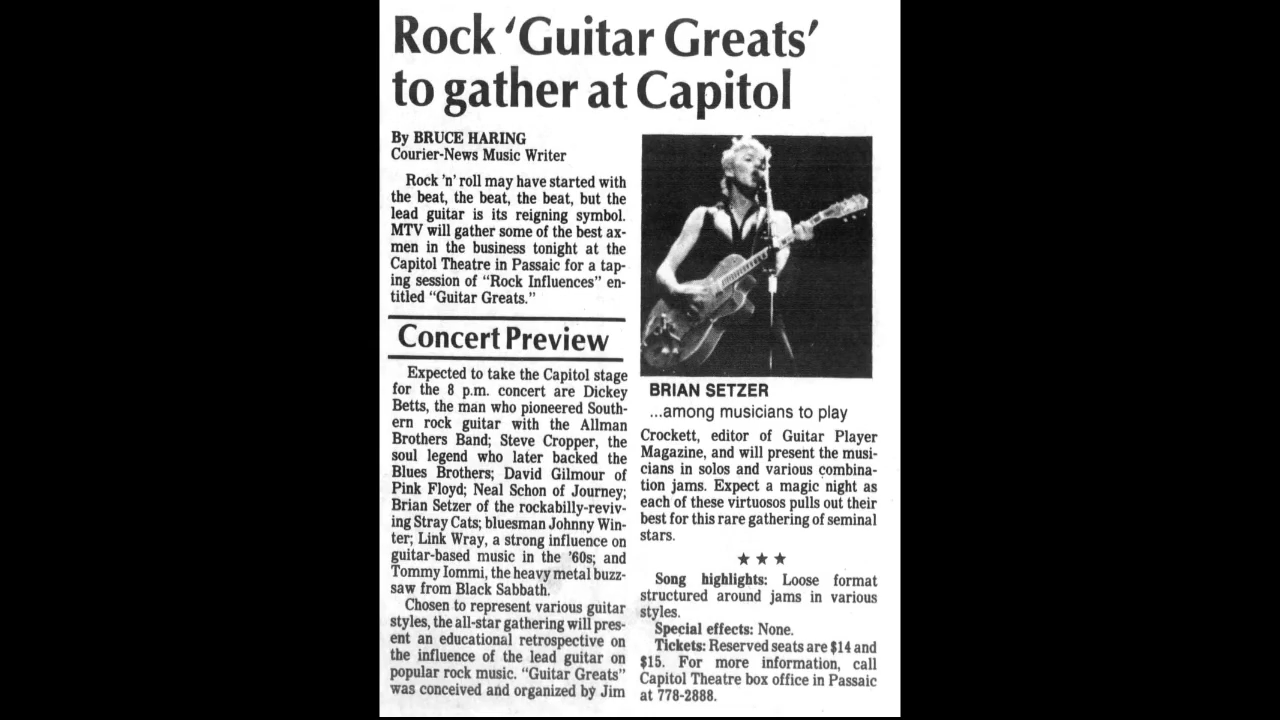 Rock ‘Guitar Greats’
to gather at Capitol
By BRUCE HARING
Courier-News Music Writer
Rock ’n’ roll may have started with
the beat, the beat, the beat, but the
lead guitar is its reigning symbol.
MTV will gather some of the best ax-
men in the business tonight at the
Capitol Theatre in Passaic for a tap-
ing session of “Rock Influences” en-
titled “Guitar Greats.”
Concert Preview
Expected to take the Capitol stage
for the 8 p.m. concert are Dickey
Betts, the man who pioneered South-
ern rock guitar with the Allman
Brothers Band; Steve Cropper, the
soul legend who later backed the
Blues Brothers; David Gilmour of
Pink Floyd; Neal Schon of Journey;
Brian Setzer of the rockabilly-reviv-
ing Stray Cats; bluesman Johnny Win-
ter; Link Wray, a strong influence on
guitar-based music in the ’60s; and
Tommy Iommi, the heavy metal buzz-
saw from Black Sabbath.
Chosen to represent various guitar
styles, the all-star gathering will pres-
ent an educational retrospective on
the influence of the lead guitar on
popular rock music. “Guitar Greats”
was conceived and organized by Jim
BRIAN SETZER
...among musicians to play
Crockett, editor of Guitar Player
Magazine, and will present the musi-
cians in solos and various combina-
tion jams. Expect a magic night as
each of these virtuosos pulls out their
best for this rare gathering of seminal
stars.
★ ★ ★
Song highlights: Loose format
structured around jams in various
styles.
Special effects: None.
Tickets: Reserved seats are $14 and
$15. For more information, call
Capitol Theatre box office in Passaic
at 778-2888.